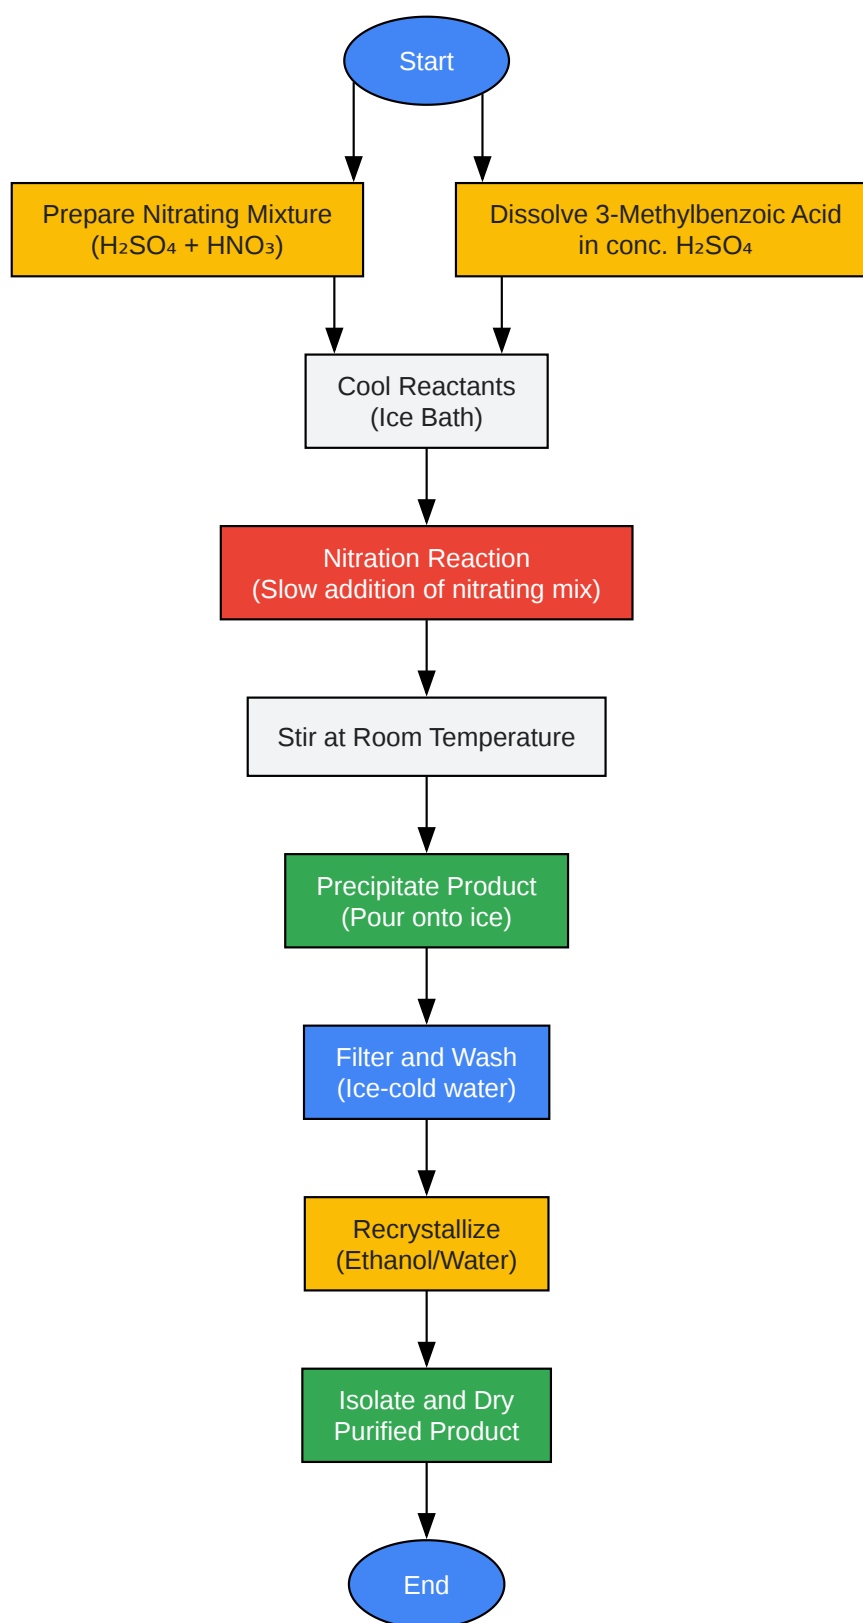 Start
Prepare Nitrating Mixture
(H₂SO₄ + HNO₃)
Dissolve 3-Methylbenzoic Acid
in conc. H₂SO₄
Cool Reactants
(Ice Bath)
Nitration Reaction
(Slow addition of nitrating mix)
Stir at Room Temperature
Precipitate Product
(Pour onto ice)
Filter and Wash
(Ice-cold water)
Recrystallize
(Ethanol/Water)
Isolate and Dry
Purified Product
End